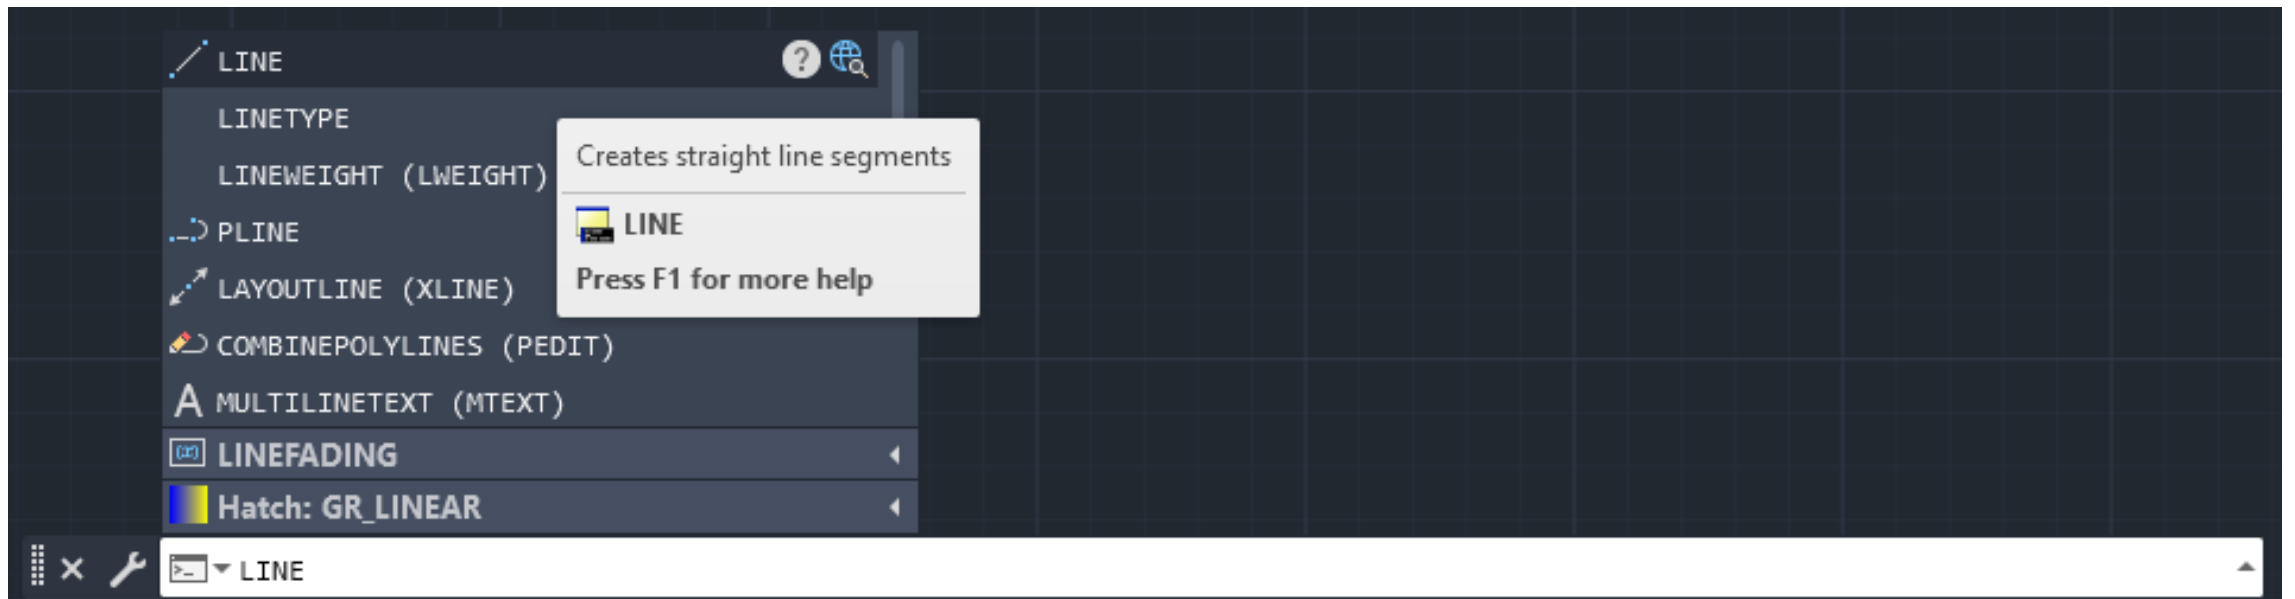 LINE
LINETYPE
LINEWEIGHT (LWEIGHT)
PLINE
LAYOUTLINE (XLINE)
COMBINEPOLYLINES (PEDIT)
MULTILINETEXT (MTEXT)
LINEFADING
Hatch: GR_LINEAR
Creates straight line segments
LINE
Press F1 for more help
LINE